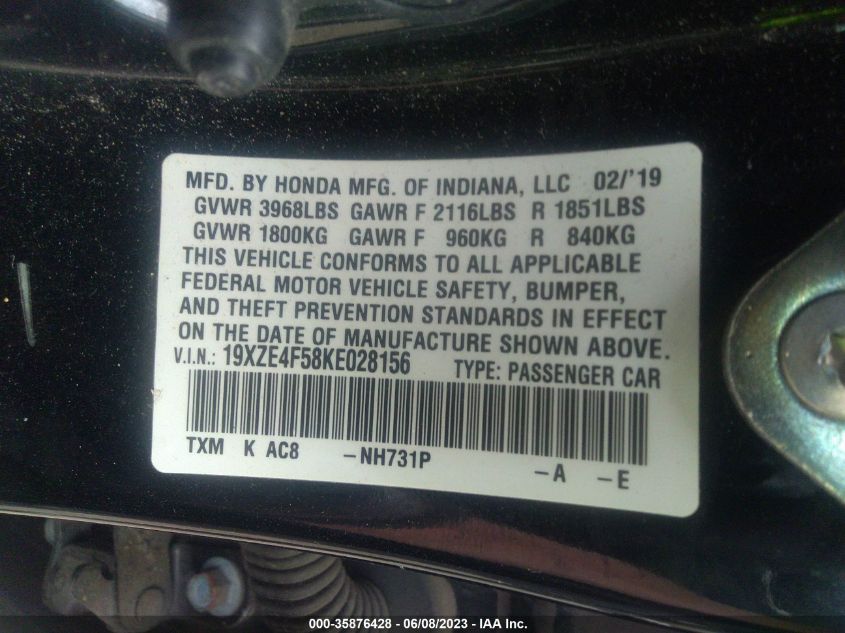 MFD. BY HONDA MFG. OF INDIANA, LLC 02/'19
GVWR 3968LBS GAWR F 2116LBS R 1851LBS
GVWR 1800KG GAWR F 960KG R 840KG
THIS VEHICLE CONFORMS TO ALL APPLICABLE
FEDERAL MOTOR VEHICLE SAFETY, BUMPER,
AND THEFT PREVENTION STANDARDS IN EFFECT
ON THE DATE OF MANUFACTURE SHOWN ABOVE.
V.I.N.: 19XZE4F58KE028156 TYPE: PASSENGER CAR
TXM K AC8 -NH731P -A -E
000-35876428 - 06/08/2023 - IAA Inc.